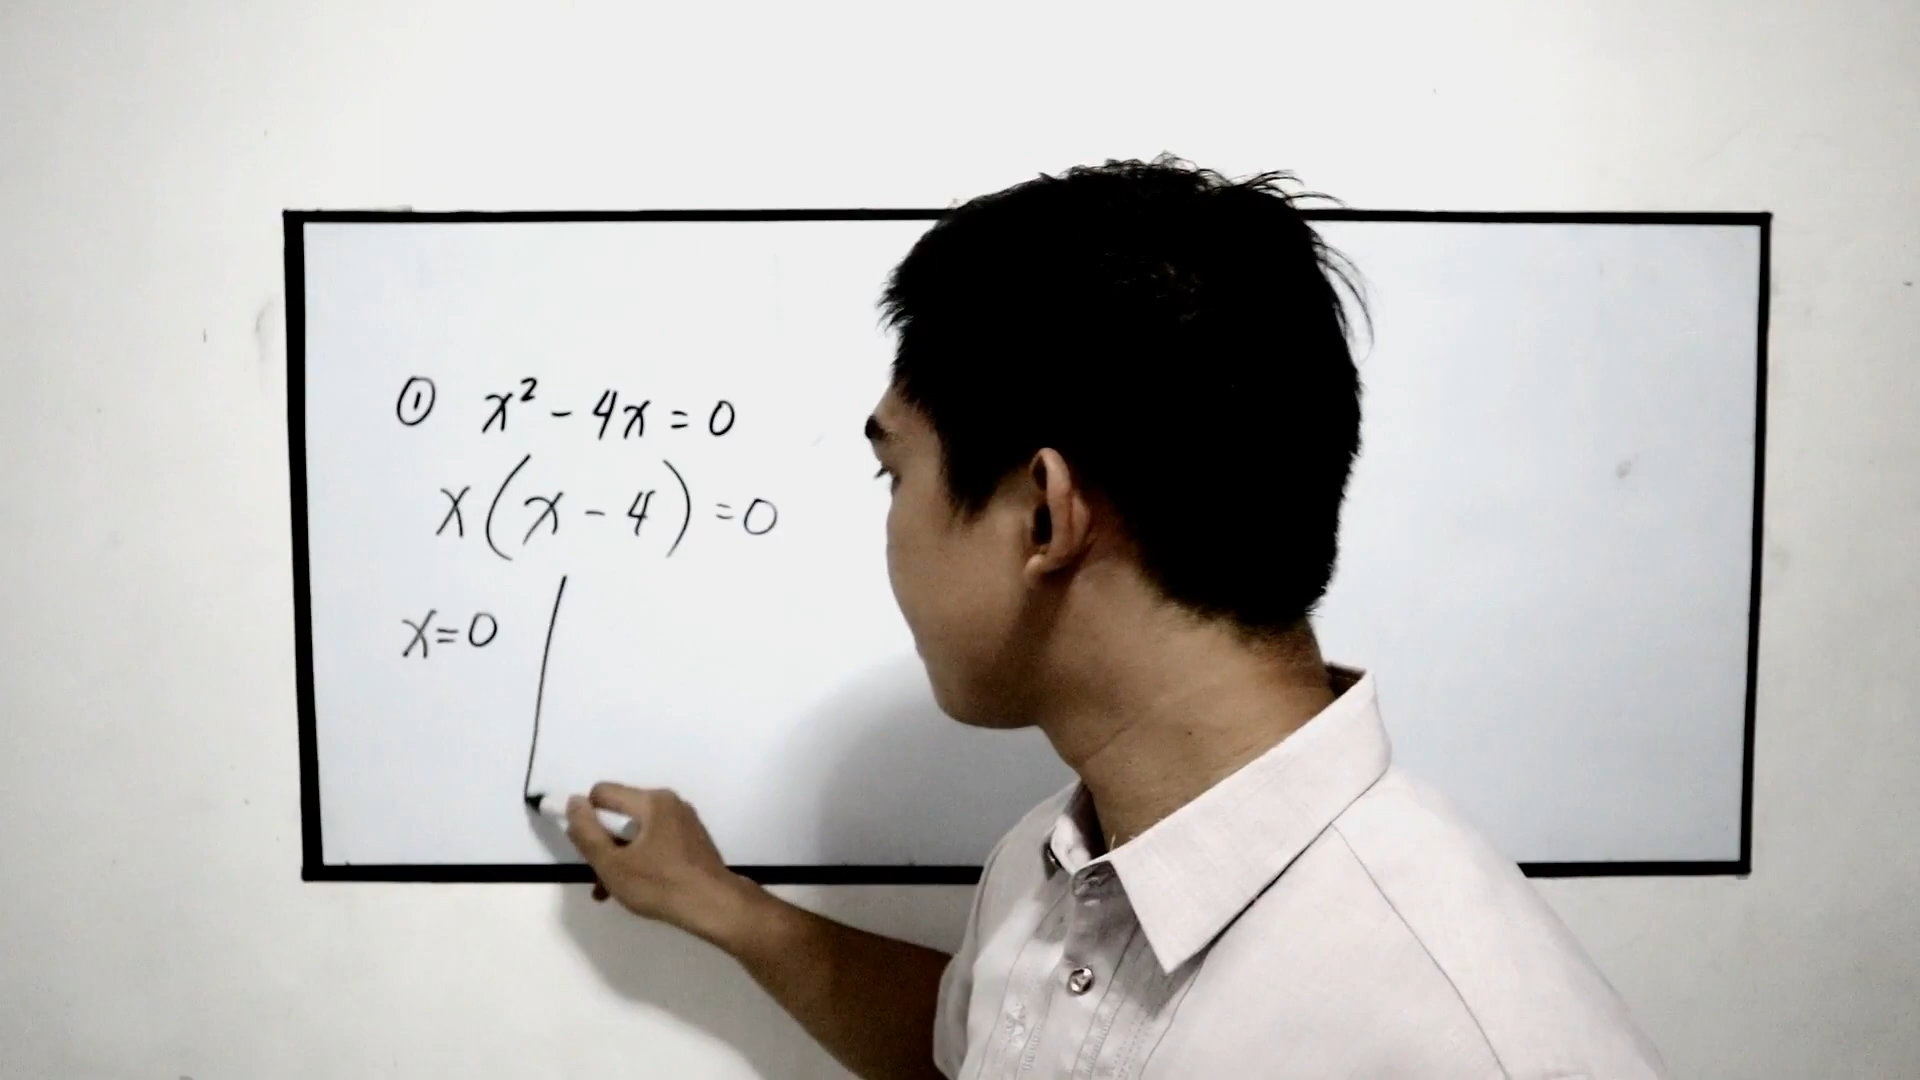 ① x² - 4x = 0
x(x - 4) = 0
x = 0